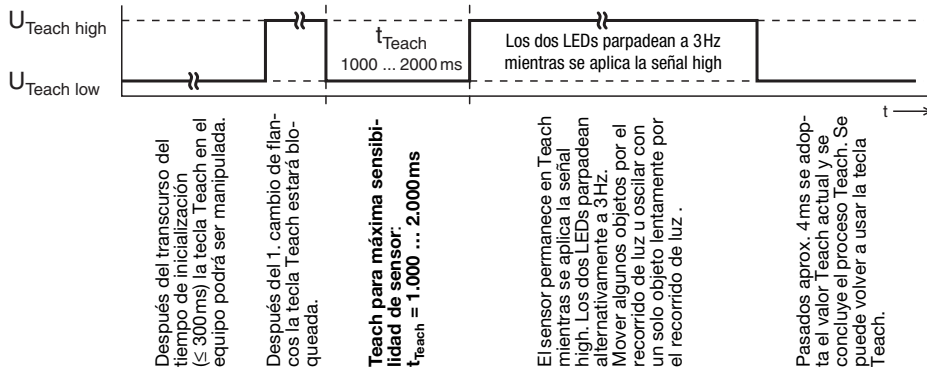 U Teach high
t Teach
1000 ... 2000 ms
Los dos LEDs parpadean a 3Hz
mientras se aplica la señal high
U Teach low
t
Después del transcurso del
tiempo de inicialización
(≤ 300 ms) la tecla Teach en el
equipo podrá ser manipulada.
Después del 1. cambio de flan-
cos la tecla Teach estará blo-
queada.
Teach para máxima sensibi-
lidad de sensor:
tTeach = 1.000 ... 2.000 ms
El sensor permanece en Teach
mientras se aplica la señal
high. Los dos LEDs parpadean
alternativamente a 3 Hz.
Mover algunos objetos por el
recorrido de luz u oscilar con
un solo objeto lentamente por
el recorrido de luz .
Pasados aprox. 4 ms se adop-
ta el valor Teach actual y se
concluye el proceso Teach. Se
puede volver a usar la tecla
Teach.